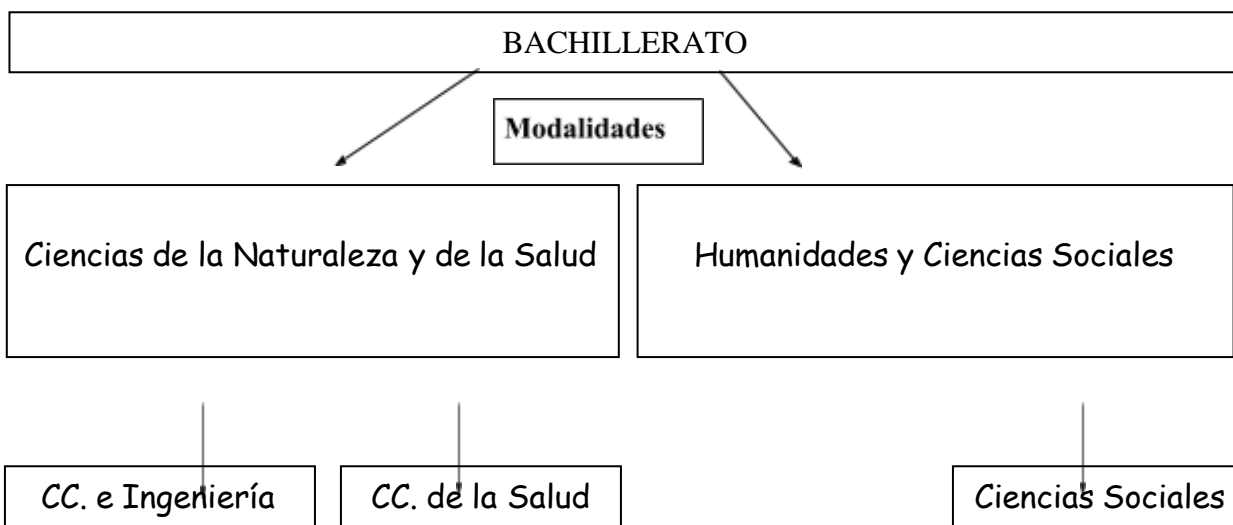 BACHILLERATO
Modalidades
Ciencias de la Naturaleza y de la Salud
Humanidades y Ciencias Sociales
CC. e Ingeniería
CC. de la Salud
Ciencias Sociales